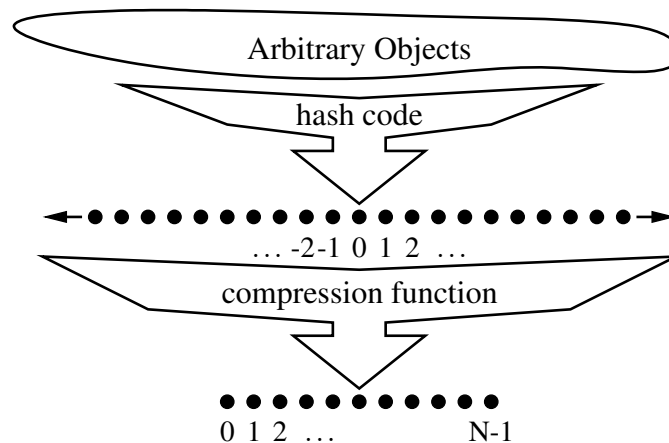 Arbitrary Objects
hash code
... -2-1 0 1 2 ...
compression function
0 1 2 ... N-1